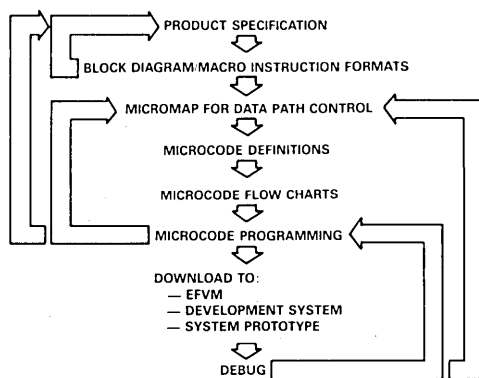 PRODUCT SPECIFICATION
BLOCK DIAGRAM/MACRO INSTRUCTION FORMATS
MICROMAP FOR DATA PATH CONTROL
MICROCODE DEFINITIONS
MICROCODE FLOW CHARTS
MICROCODE PROGRAMMING
DOWNLOAD TO:
— EFVM
— DEVELOPMENT SYSTEM
— SYSTEM PROTOTYPE
DEBUG